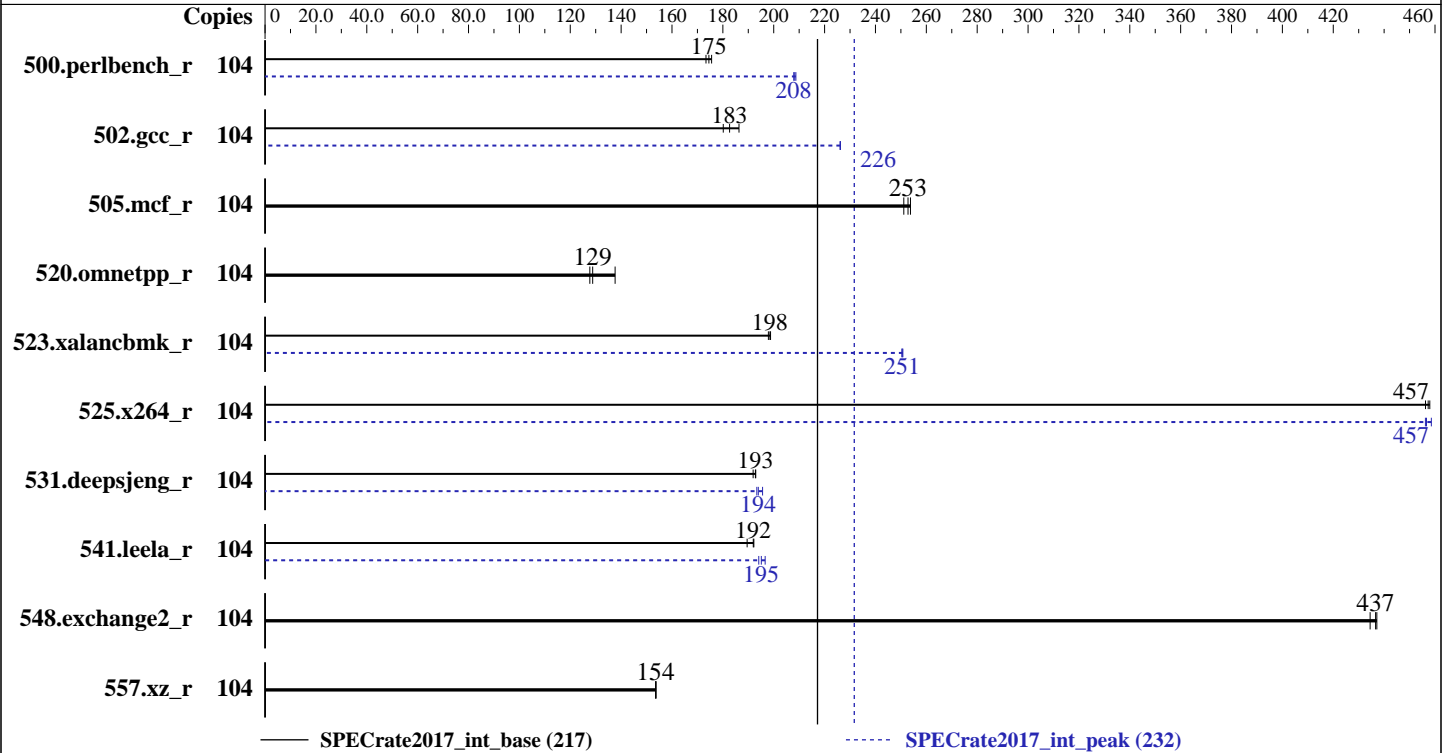 Copies 0 20.0 40.0 60.0 80.0 100 120 140 160 180 200 220 240 260 280 300 320 340 360 380 400 420 460
175
500.perlbench_r 104
208
183
502.gcc_r 104
226
253
505.mcf_r 104
129
520.omnetpp_r 104
198
523.xalancbmk_r 104
251
457
525.x264_r 104
457
193
531.deepsjeng_r 104
194
192
541.leela_r 104
195
437
548.exchange2_r 104
154
557.xz_r 104
SPECrate2017_int_base (217) SPECrate2017_int_peak (232)